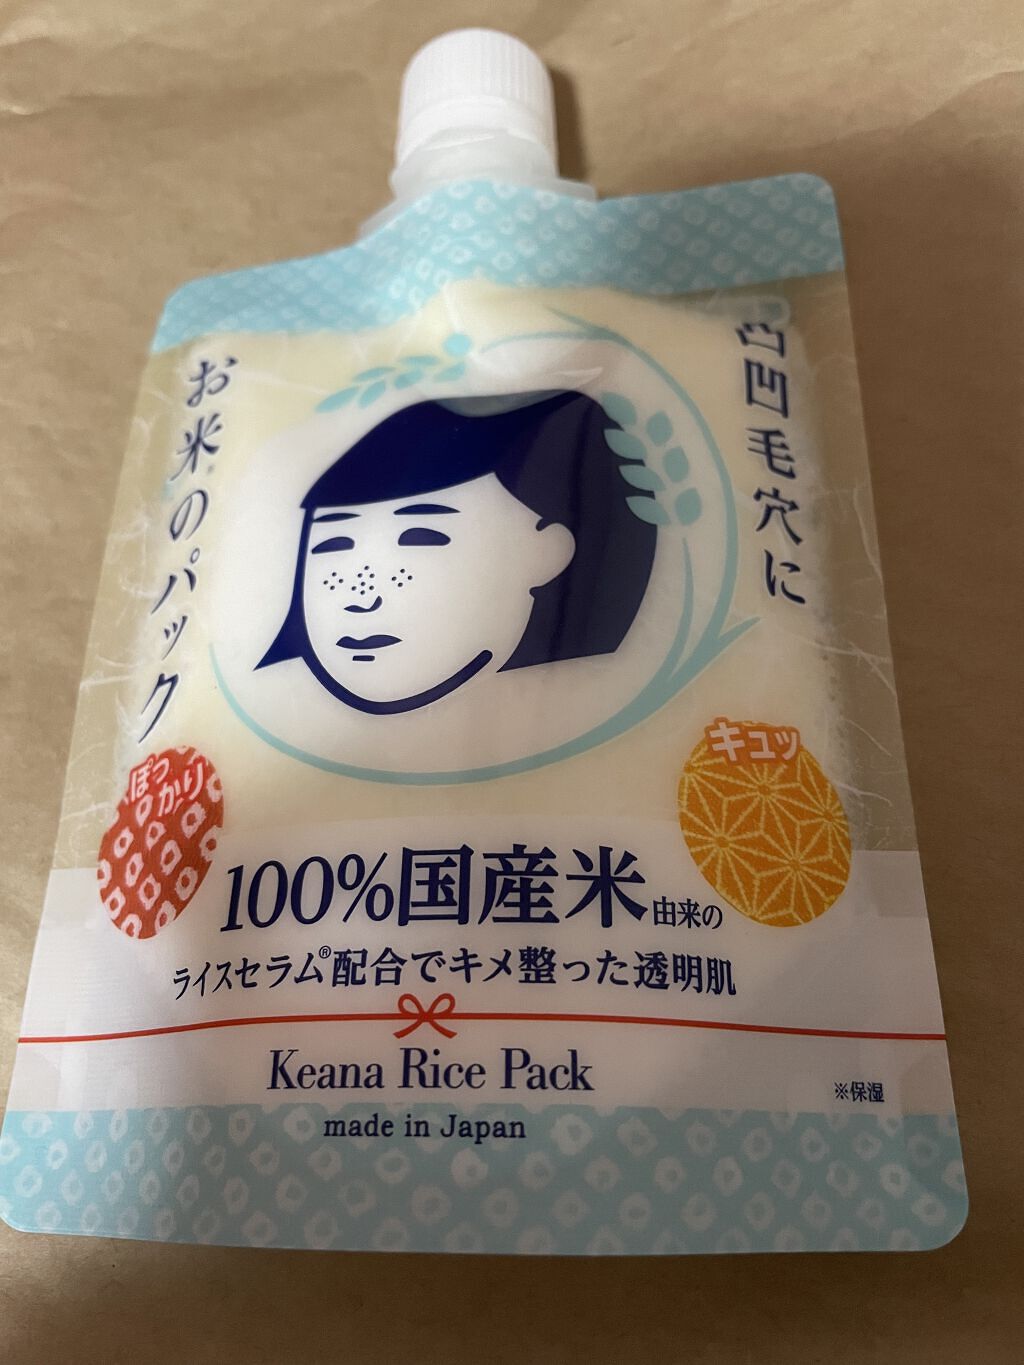 凸凹毛穴に
お米※のパック
ぽっ
かり
キュッ
100%国産米由来の
ライスセラム®配合でキメ整った透明肌
Keana Rice Pack
※保湿
made in Japan